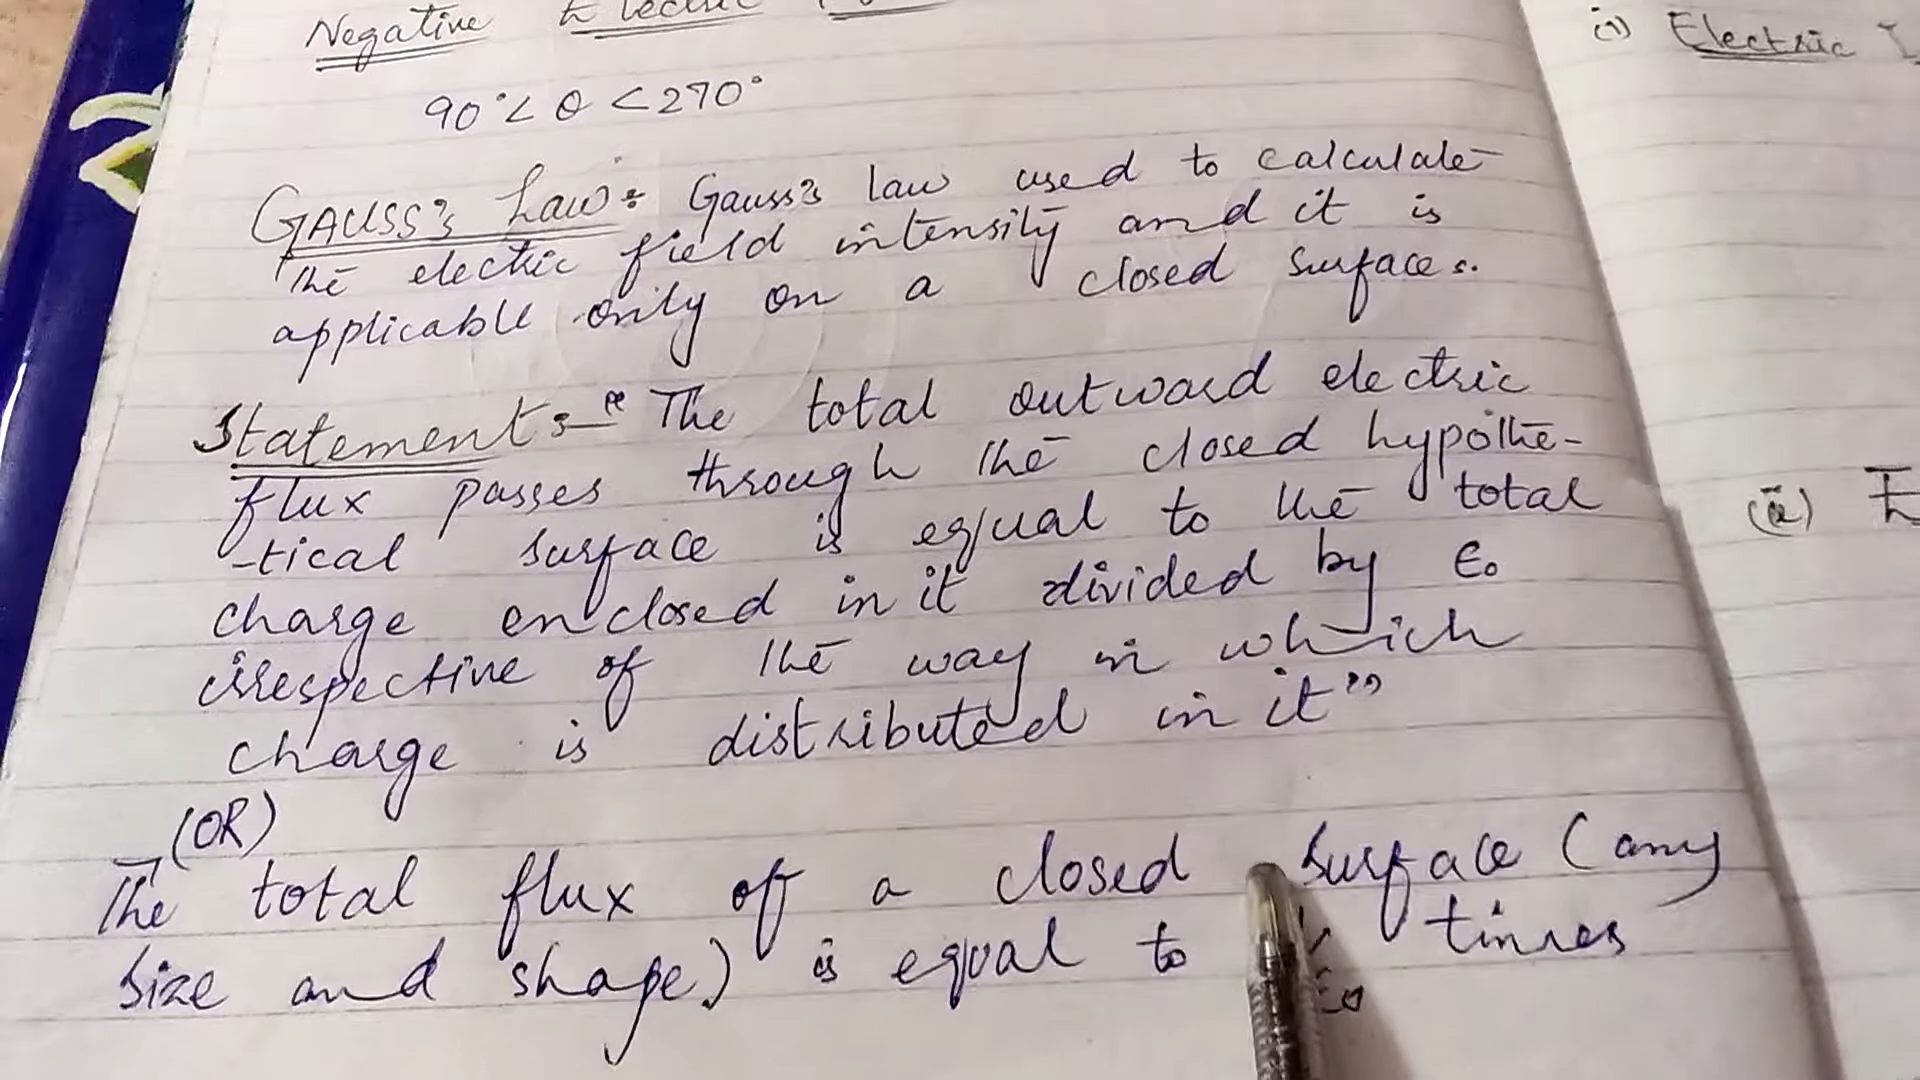 Negative Electric
90° < θ < 270°
GAUSS's Law: Gauss's law used to calculate
the electric field intensity and it is
applicable only on a closed surfaces.
Statement:- "The total outward electric
flux passes through the closed hypothe-
-tical surface is equal to the total
charge enclosed in it divided by ε₀
irrespective of the way in which
charge is distributed in it"
(OR)
The total flux of a closed surface (any
size and shape) is equal to times
(i) Electric
(ii)